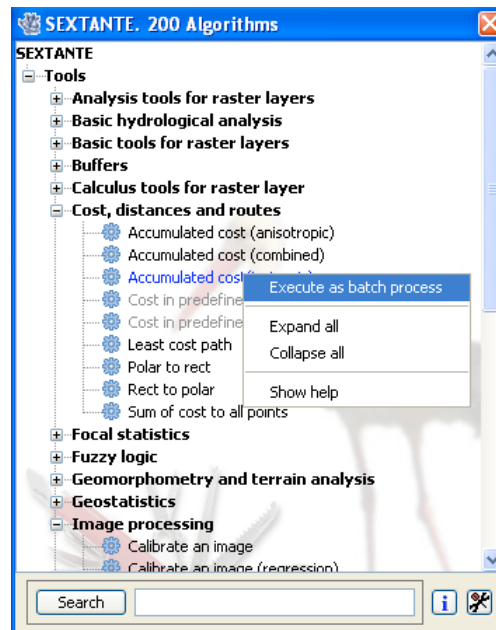 SEXTANTE. 200 Algorithms
SEXTANTE
Tools
Analysis tools for raster layers
Basic hydrological analysis
Basic tools for raster layers
Buffers
Calculus tools for raster layer
Cost, distances and routes
Accumulated cost (anisotropic)
Accumulated cost (combined)
Accumulated cost
Execute as batch process
Cost in predefine
Cost in predefine
Expand all
Least cost path
Collapse all
Polar to rect
Rect to polar
Show help
Sum of cost to all points
Focal statistics
Fuzzy logic
Geomorphometry and terrain analysis
Geostatistics
Image processing
Calibrate an image
Calibrate an image (regression)
Search
i